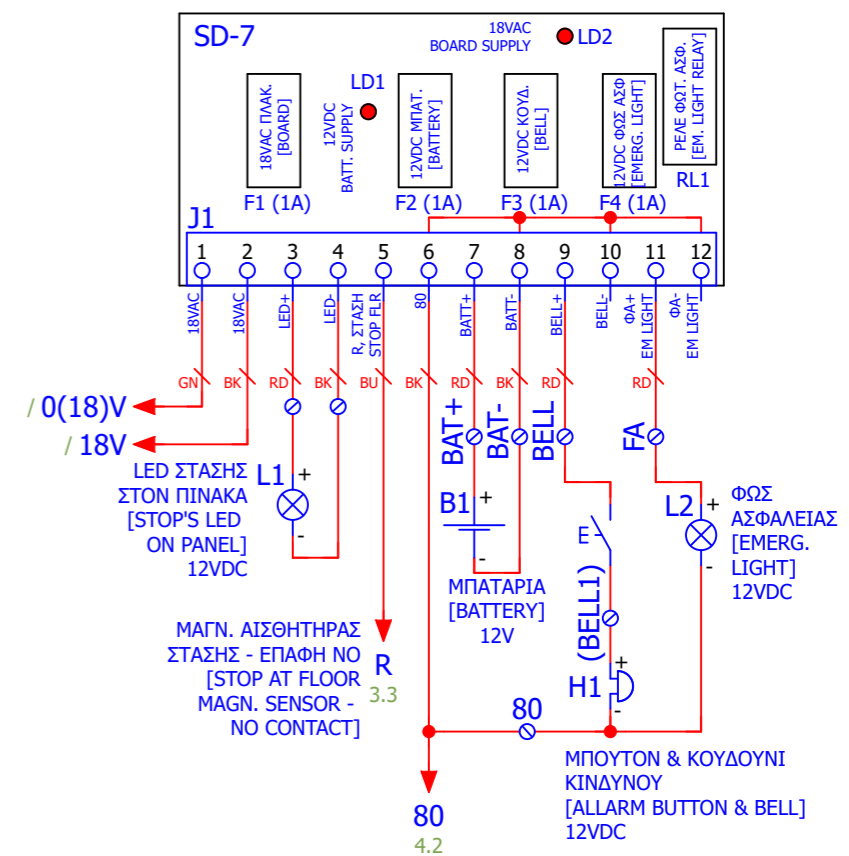 SD-7
18VAC
BOARD SUPPLY
LD2
LD1
18VAC ΠΛΑΚ.
[BOARD]
12VDC
BATT. SUPPLY
12VDC ΜΠΑΤ.
[BATTERY]
12VDC ΚΟΥΔ.
[BELL]
12VDC ΦΩΣ ΑΣΦ
[EMERG. LIGHT]
ΡΕΛΕ ΦΩΤ. ΑΣΦ.
[EM. LIGHT RELAY]
RL1
F1 (1A)
F2 (1A)
F3 (1A)
F4 (1A)
J1
1 2 3 4 5 6 7 8 9 10 11 12
18VAC
18VAC
LED+
LED-
R, ΣΤΑΣΗ
STOP FLR
80
BATT+
BATT-
BELL+
BELL-
ΦΑ+
EM LIGHT
ΦΑ-
EM LIGHT
GN BK RD BK BU BK RD BK RD RD
/ 0(18)V
/ 18V
BAT+
BAT-
BELL
FA
LED ΣΤΑΣΗΣ
ΣΤΟΝ ΠΙΝΑΚΑ
[STOP'S LED
ON PANEL]
12VDC
L1
+
-
B1
+
-
ΜΠΑΤΑΡΙΑ
[BATTERY]
12V
E
(BELL1)
H1
+
-
L2
+
-
ΦΩΣ
ΑΣΦΑΛΕΙΑΣ
[EMERG.
LIGHT]
12VDC
ΜΑΓΝ. ΑΙΣΘΗΤΗΡΑΣ
ΣΤΑΣΗΣ - ΕΠΑΦΗ NO
[STOP AT FLOOR
MAGN. SENSOR -
NO CONTACT]
R
3.3
80
80
4.2
ΜΠΟΥΤΟΝ & ΚΟΥΔΟΥΝΙ
ΚΙΝΔΥΝΟΥ
[ALLARM BUTTON & BELL]
12VDC